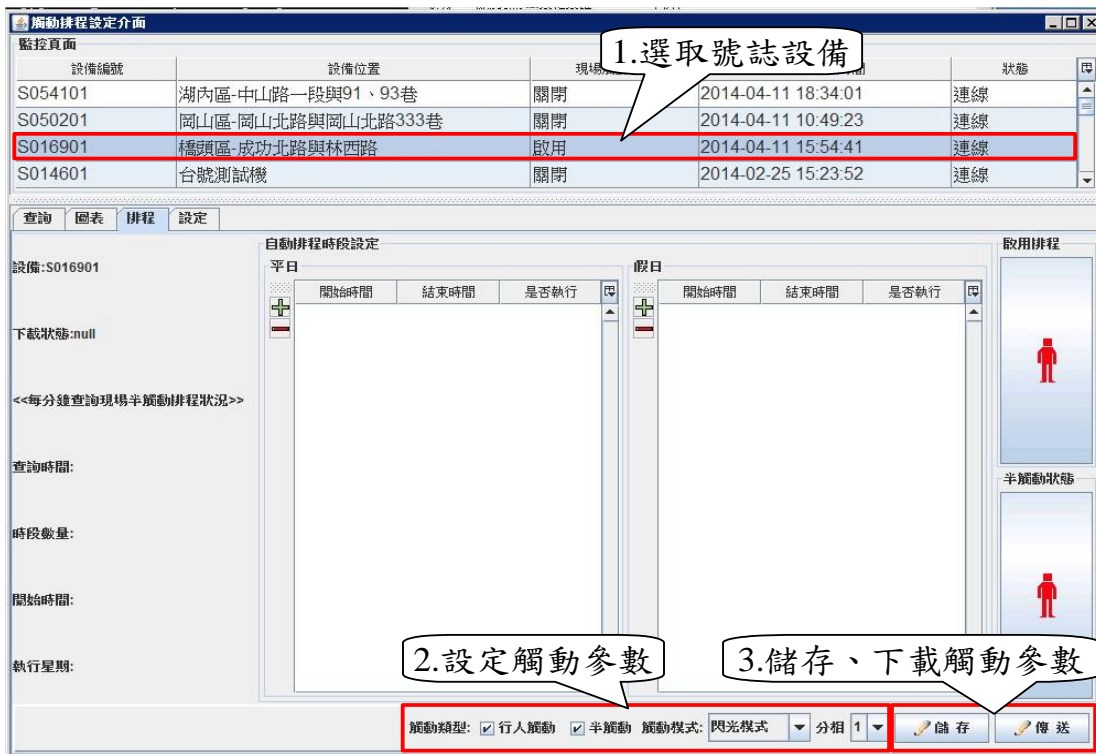 觸動排程設定介面
監控頁面
1.選取號誌設備
設備編號 設備位置 狀態
S054101 湖內區-中山路一段與91、93巷 關閉 2014-04-11 18:34:01 連線
S050201 岡山區-岡山北路與岡山北路333巷 關閉 2014-04-11 10:49:23 連線
S016901 橋頭區-成功北路與林西路 啟用 2014-04-11 15:54:41 連線
S014601 台號測試機 關閉 2014-02-25 15:23:52 連線
查詢 圖表 排程 設定
自動排程時段設定 啟用排程
設備:S016901 平日 假日
開始時間 結束時間 是否執行 開始時間 結束時間 是否執行
下載狀態:null
<<每分鐘查詢現場半觸動排程狀況>>
查詢時間:
半觸動狀態
時段數量:
開始時間:
執行星期:
2.設定觸動參數 3.儲存、下載觸動參數
觸動類型: 行人觸動 半觸動 觸動模式: 閃光模式 分相 1 儲存 傳送